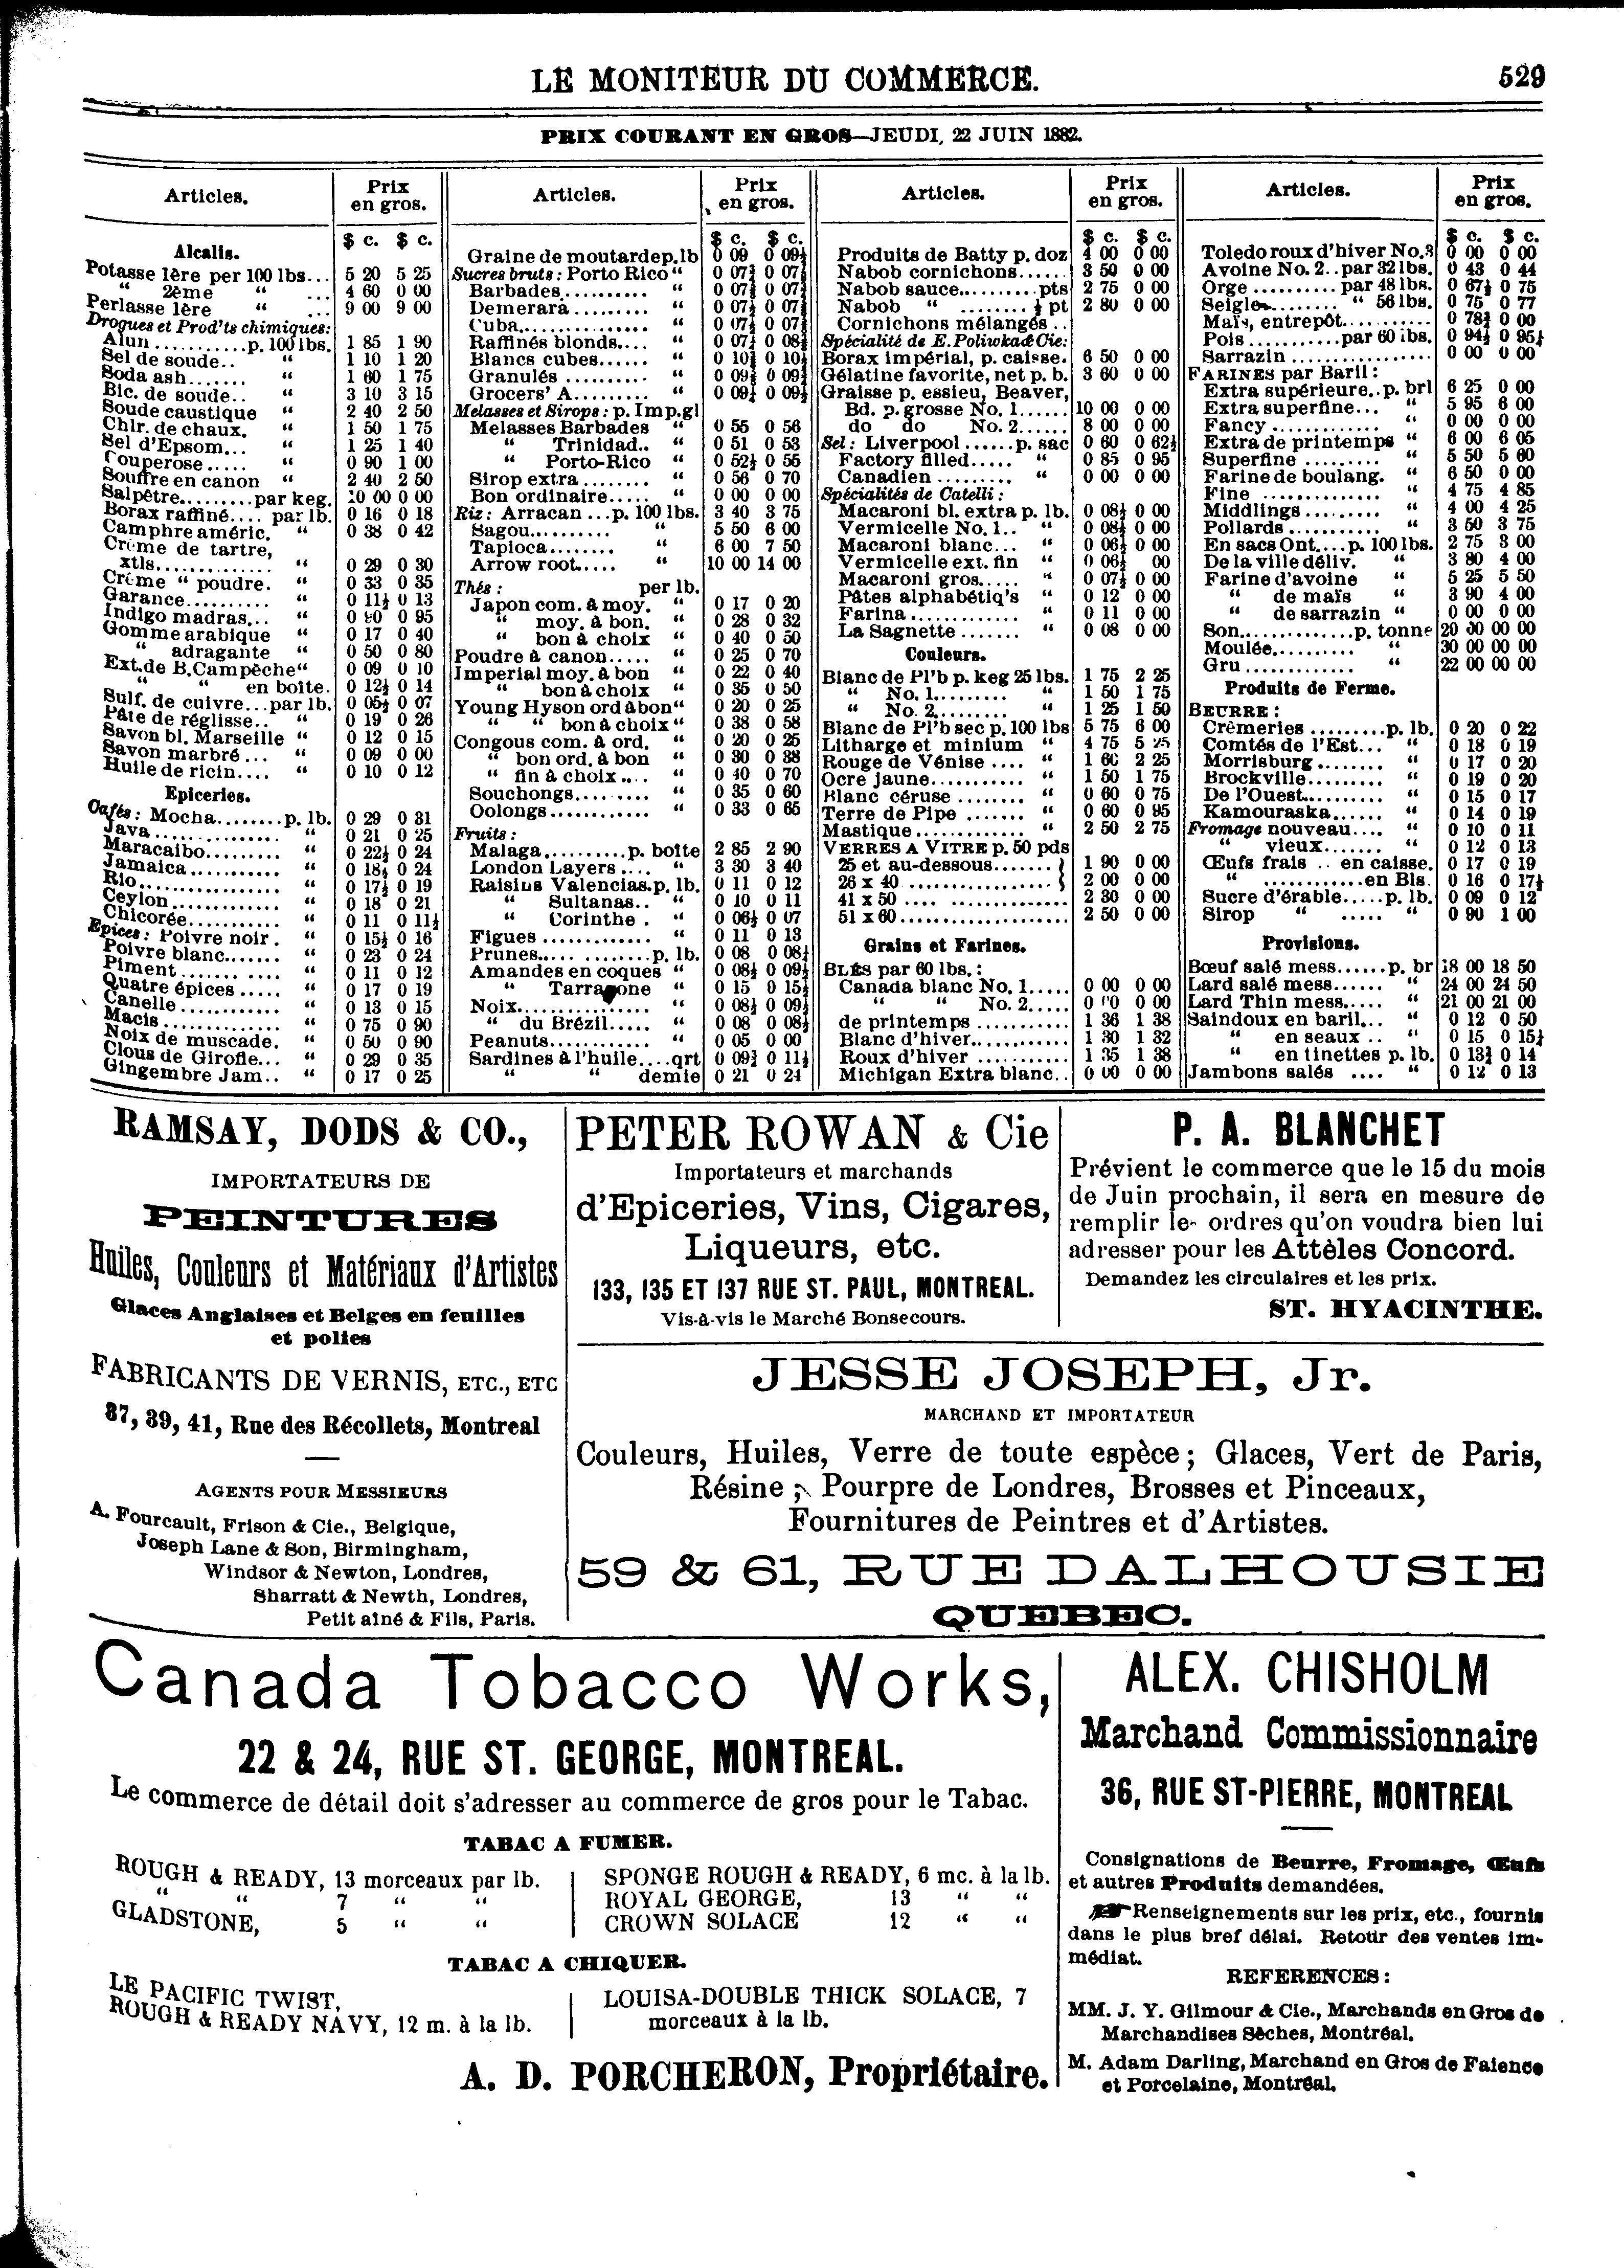 LE MONITEUR DU COMMERCE.
529
PRIX COURANT EN GROS—JEUDI, 22 JUIN 1882.
Articles. Prix en gros.
$ c. $ c.
Alcalis.
Potasse 1ère per 100 lbs... 5 20 5 25
“ 2ème “ ... 4 60 0 00
Perlasse 1ère “ ... 9 00 9 00
Drogues et Prod'ts chimiques:
Alun ..........p. 100 lbs. 1 85 1 90
Sel de soude.. “ 1 10 1 20
Soda ash....... “ 1 60 1 75
Bic. de soude.. “ 3 10 3 15
Soude caustique “ 2 40 2 50
Chlr. de chaux. “ 1 50 1 75
Sel d'Epsom... “ 1 25 1 40
Couperose..... “ 0 90 1 00
Souffre en canon “ 2 40 2 50
Salpêtre........par keg. 10 00 0 00
Borax raffiné.... par lb. 0 16 0 18
Camphre améric. “ 0 38 0 42
Crème de tartre,
xtls............... “ 0 29 0 30
Crème “ poudre. “ 0 33 0 35
Garance.......... “ 0 11½ 0 13
Indigo madras... “ 0 90 0 95
Gomme arabique “ 0 17 0 40
“ adragante “ 0 50 0 80
Ext.de B.Campêche“ 0 09 0 10
“ “ en boite. 0 12½ 0 14
Sulf. de cuivre...par lb. 0 05½ 0 07
Pâte de réglisse.. “ 0 19 0 26
Savon bl. Marseille “ 0 12 0 15
Savon marbré... “ 0 09 0 00
Huile de ricin.... “ 0 10 0 12
Epiceries.
Cafés: Mocha........p. lb. 0 29 0 31
Java............... “ 0 21 0 25
Maracaibo......... “ 0 22½ 0 24
Jamaica........... “ 0 18½ 0 24
Rio................ “ 0 17½ 0 19
Ceylon............. “ 0 18 0 21
Chicorée........... “ 0 11 0 11½
Epices: Poivre noir. “ 0 15½ 0 16
Poivre blanc....... “ 0 23 0 24
Piment............. “ 0 11 0 12
Quatre épices..... “ 0 17 0 19
Canelle............ “ 0 13 0 15
Macis.............. “ 0 75 0 90
Noix de muscade. “ 0 50 0 90
Clous de Girofle... “ 0 29 0 35
Gingembre Jam.. “ 0 17 0 25
Articles. Prix en gros.
$ c. $ c.
Graine de moutarde p.lb 0 09 0 09½
Sucres bruts: Porto Rico “ 0 07 0 07
Barbades.......... “ 0 07 0 07
Demerara ......... “ 0 07 0 07
Cuba............... “ 0 07 0 07
Raffinés blonds.... “ 0 07 0 08
Blancs cubes....... “ 0 10 0 10
Granulés .......... “ 0 09 0 09
Grocers' A......... “ 0 09 0 09
Melasses et Sirops: p. Imp.gl
Melasses Barbades “ 0 55 0 56
“ Trinidad.. “ 0 51 0 53
“ Porto-Rico “ 0 52½ 0 55
Sirop extra........ “ 0 56 0 70
Bon ordinaire..... “ 0 00 0 00
Riz: Arracan ...p. 100 lbs. 3 40 3 75
Sagou.......... “ 5 50 6 00
Tapioca........ “ 6 00 7 50
Arrow root..... “ 10 00 14 00
Thés: per lb.
Japon com. à moy. “ 0 17 0 20
“ moy. à bon. “ 0 28 0 32
“ bon à choix “ 0 40 0 50
Poudre à canon..... “ 0 25 0 70
Imperial moy. à bon “ 0 22 0 40
“ bon à choix “ 0 35 0 50
Young Hyson ord à bon “ 0 20 0 25
“ “ bon à choix “ 0 38 0 58
Congous com. à ord. “ 0 20 0 25
“ bon ord. à bon “ 0 30 0 38
“ fin à choix.... “ 0 40 0 70
Souchongs......... “ 0 35 0 60
Oolongs............ “ 0 33 0 65
Fruits:
Malaga..........p. boite 2 85 2 90
London Layers.... “ 3 30 3 40
Raisins Valencias.p. lb. 0 11 0 12
“ Sultanas.. “ 0 10 0 11
“ Corinthe . “ 0 06½ 0 07
Figues ............. “ 0 11 0 13
Prunes.............p. lb. 0 08 0 08½
Amandes en coques “ 0 08½ 0 09½
“ Tarragone “ 0 15 0 15½
Noix............... “ 0 08½ 0 09½
“ du Brézil..... “ 0 08 0 08½
Peanuts............ “ 0 05 0 00
Sardines à l'huile....qrt 0 09¾ 0 11½
“ “ demie 0 21 0 24
Articles. Prix en gros.
$ c. $ c.
Produits de Batty p. doz 4 00 0 00
Nabob cornichons...... 3 50 0 00
Nabob sauce..........pts 2 75 0 00
Nabob “ ........½ pt 2 80 0 00
Cornichons mélangés ..
Spécialité de E. Poliwka & Cie:
Borax impérial, p. caisse. 6 50 0 00
Gélatine favorite, net p. b. 3 60 0 00
Graisse p. essieu, Beaver,
Bd. p. grosse No. 1...... 10 00 0 00
do do No. 2...... 8 00 0 00
Sel: Liverpool ......p. sac 0 60 0 62½
Factory filled..... “ 0 85 0 95
Canadien ......... “ 0 00 0 00
Spécialités de Catelli:
Macaroni bl. extra p. lb. 0 08½ 0 00
Vermicelle No. 1.. “ 0 08½ 0 00
Macaroni blanc... “ 0 06½ 0 00
Vermicelle ext. fin “ 0 06½ 00
Macaroni gros..... “ 0 07½ 0 00
Pâtes alphabétiq's “ 0 12 0 00
Farina............. “ 0 11 0 00
La Sagnette....... “ 0 08 0 00
Couleurs.
Blanc de Pl'b p. keg 25 lbs. 1 75 2 25
“ No. 1......... “ 1 50 1 75
“ No. 2......... “ 1 25 1 50
Blanc de Pl'b sec p. 100 lbs 5 75 6 00
Litharge et minium “ 4 75 5 25
Rouge de Vénise .... “ 1 60 2 25
Ocre jaune........... “ 1 50 1 75
Blanc céruse ........ “ 0 60 0 75
Terre de Pipe ....... “ 0 60 0 95
Mastique............. “ 2 50 2 75
VERRES A VITRE p. 50 pds
25 et au-dessous....... 1 90 0 00
26 x 40 ................ 2 00 0 00
41 x 50 ................ 2 30 0 00
51 x 60................. 2 50 0 00
Grains et Farines.
BLÉS par 60 lbs.:
Canada blanc No. 1..... 0 00 0 00
“ “ No. 2..... 0 00 0 00
de printemps ........... 1 36 1 38
Blanc d'hiver............ 1 30 1 32
Roux d'hiver ........... 1 35 1 38
Michigan Extra blanc.. 0 00 0 00
Articles. Prix en gros.
$ c. $ c.
Toledo roux d'hiver No.3 0 00 0 00
Avoine No. 2..par 32 lbs. 0 43 0 44
Orge ..........par 48 lbs. 0 67½ 0 75
Seigle......... “ 56 lbs. 0 75 0 77
Maïs, entrepôt........... 0 78½ 0 00
Pois ...........par 60 lbs. 0 94½ 0 95½
Sarrazin ................. 0 00 0 00
FARINES par Baril:
Extra supérieure..p. brl 6 25 0 00
Extra superfine... “ 5 95 6 00
Fancy ............. “ 0 00 0 00
Extra de printemps “ 6 00 6 05
Superfine ......... “ 5 50 5 60
Farine de boulang. “ 6 50 0 00
Fine .............. “ 4 75 4 85
Middlings ......... “ 4 00 4 25
Pollards........... “ 3 50 3 75
En sacs Ont....p. 100 lbs. 2 75 3 00
De la ville déliv. “ 3 80 4 00
Farine d'avoine “ 5 25 5 50
“ de maïs “ 3 90 4 00
“ de sarrazin “ 0 00 0 00
Son..............p. tonne 20 00 00 00
Moulée.......... “ 30 00 00 00
Gru ............. “ 22 00 00 00
Produits de Ferme.
BEURRE:
Crèmeries .........p. lb. 0 20 0 22
Comtés de l'Est... “ 0 18 0 19
Morrisburg........ “ 0 17 0 20
Brockville......... “ 0 19 0 20
De l'Ouest.......... “ 0 15 0 17
Kamouraska...... “ 0 14 0 19
Fromage nouveau.... “ 0 10 0 11
“ vieux....... “ 0 12 0 13
Œufs frais .. en caisse. 0 17 0 19
“ ............en Bls. 0 16 0 17½
Sucre d'érable.....p. lb. 0 09 0 12
Sirop “ ..... “ 0 90 1 00
Provisions.
Bœuf salé mess......p. br 18 00 18 50
Lard salé mess...... “ 24 00 24 50
Lard Thin mess..... “ 21 00 21 00
Saindoux en baril... “ 0 12 0 50
“ en seaux .. “ 0 15 0 15½
“ en tinettes p. lb. 0 13¾ 0 14
Jambons salés .... “ 0 12 0 13
RAMSAY, DODS & CO.,
IMPORTATEURS DE
PEINTURES
Huiles, Couleurs et Matériaux d'Artistes
Glaces Anglaises et Belges en feuilles
et polies
FABRICANTS DE VERNIS, ETC., ETC
37, 39, 41, Rue des Récollets, Montreal
AGENTS POUR MESSIEURS
A. Fourcault, Frison & Cie., Belgique,
Joseph Lane & Son, Birmingham,
Windsor & Newton, Londres,
Sharratt & Newth, Londres,
Petit aîné & Fils, Paris.
PETER ROWAN & Cie
Importateurs et marchands
d'Epiceries, Vins, Cigares,
Liqueurs, etc.
133, 135 ET 137 RUE ST. PAUL, MONTREAL.
Vis-à-vis le Marché Bonsecours.
P. A. BLANCHET
Prévient le commerce que le 15 du mois
de Juin prochain, il sera en mesure de
remplir les ordres qu'on voudra bien lui
adresser pour les Attèles Concord.
Demandez les circulaires et les prix.
ST. HYACINTHE.
JESSE JOSEPH, Jr.
MARCHAND ET IMPORTATEUR
Couleurs, Huiles, Verre de toute espèce; Glaces, Vert de Paris,
Résine; Pourpre de Londres, Brosses et Pinceaux,
Fournitures de Peintres et d'Artistes.
59 & 61, RUE DALHOUSIE
QUEBEC.
Canada Tobacco Works,
22 & 24, RUE ST. GEORGE, MONTREAL.
Le commerce de détail doit s'adresser au commerce de gros pour le Tabac.
TABAC A FUMER.
ROUGH & READY, 13 morceaux par lb.
“ “ 7 “ “
GLADSTONE, 5 “ “
SPONGE ROUGH & READY, 6 mc. à la lb.
ROYAL GEORGE, 13 “ “
CROWN SOLACE 12 “ “
TABAC A CHIQUER.
LE PACIFIC TWIST,
ROUGH & READY NAVY, 12 m. à la lb.
LOUISA-DOUBLE THICK SOLACE, 7
morceaux à la lb.
A. D. PORCHERON, Propriétaire.
ALEX. CHISHOLM
Marchand Commissionnaire
36, RUE ST-PIERRE, MONTREAL
Consignations de Beurre, Fromage, Œufs
et autres Produits demandées.
Renseignements sur les prix, etc., fournis
dans le plus bref délai. Retour des ventes im-
médiat.
REFERENCES:
MM. J. Y. Gilmour & Cie., Marchands en Gros de
Marchandises Sèches, Montréal.
M. Adam Darling, Marchand en Gros de Faience
et Porcelaine, Montréal.